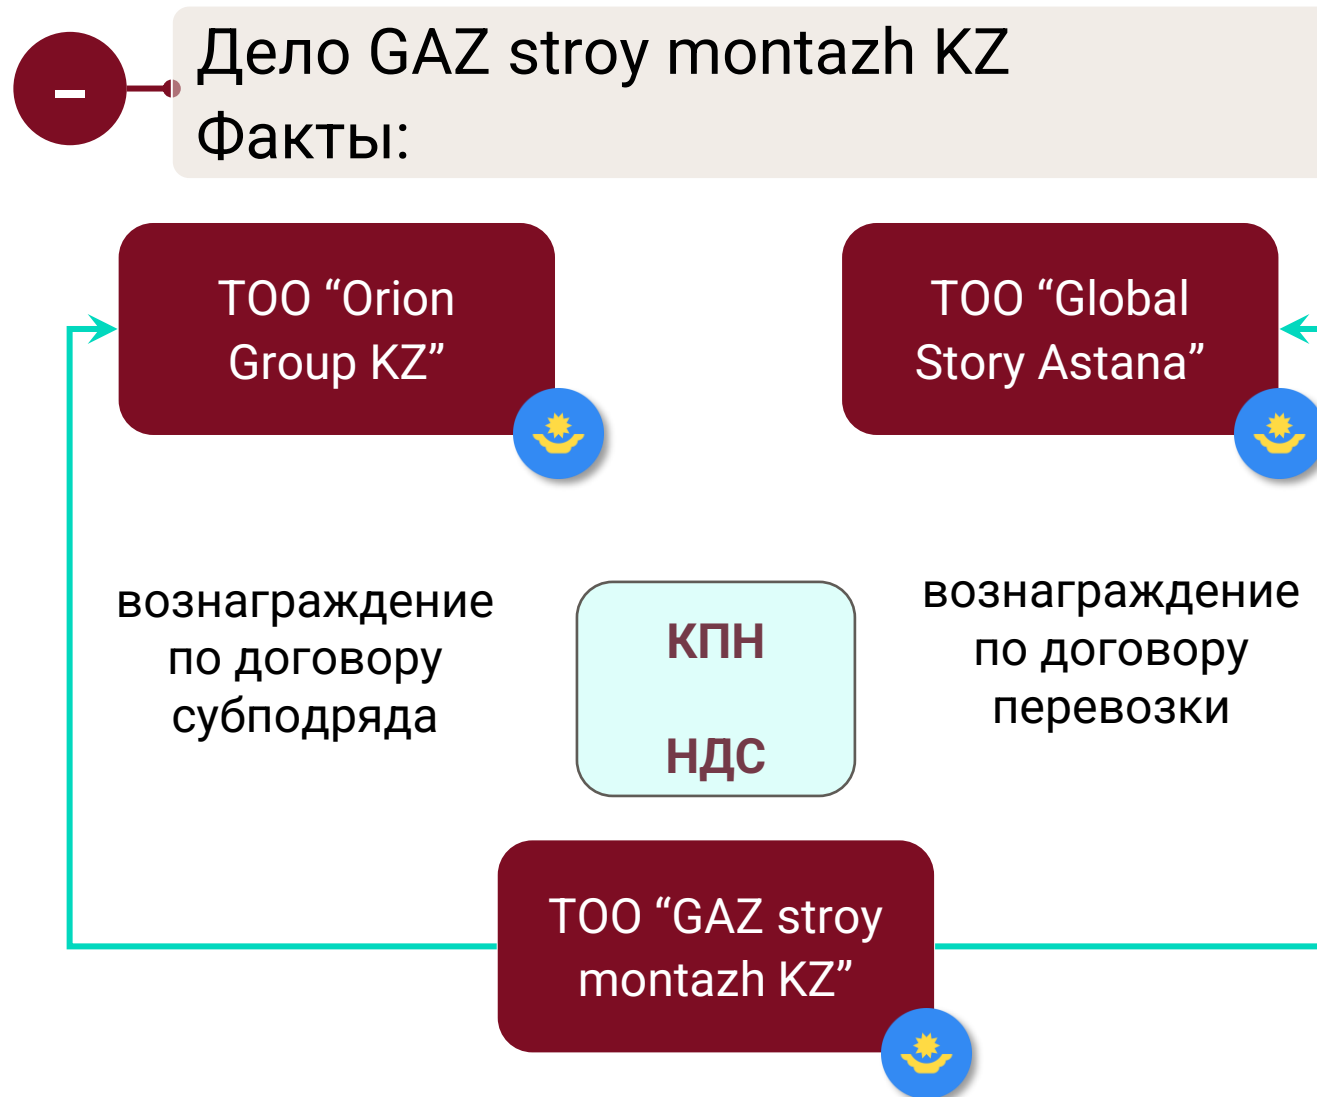 Дело GAZ stroy montazh KZ
Факты:
–
ТОО “Orion
Group KZ”
ТОО “Global
Story Astana”
вознаграждение
по договору
субподряда
КПН
НДС
вознаграждение
по договору
перевозки
ТОО “GAZ stroy
montazh KZ”